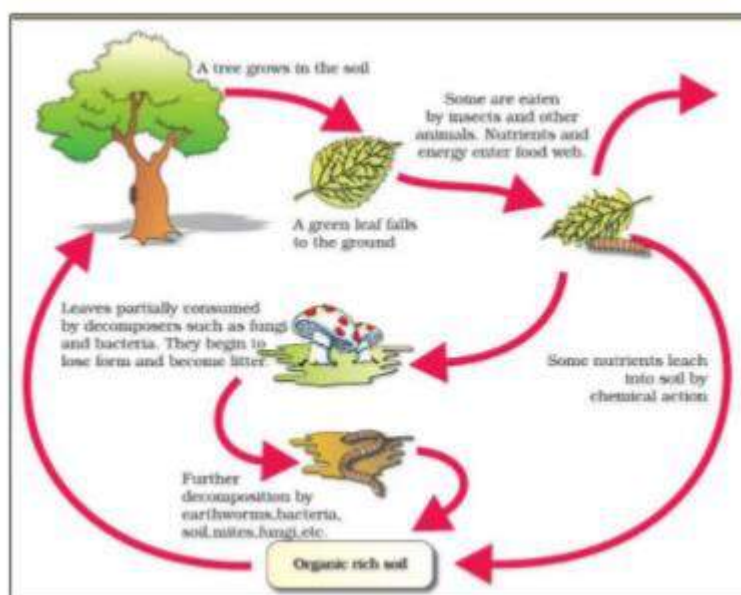 A tree grows in the soil
Some are eaten
by insects and other
animals. Nutrients and
energy enter food web.
A green leaf falls
to the ground
Leaves partially consumed
by decomposers such as fungi
and bacteria. They begin to
lose form and become litter.
Some nutrients leach
into soil by
chemical action
Further
decomposition by
earthworms,bacteria,
soil,mites,fungi,etc.
Organic rich soil